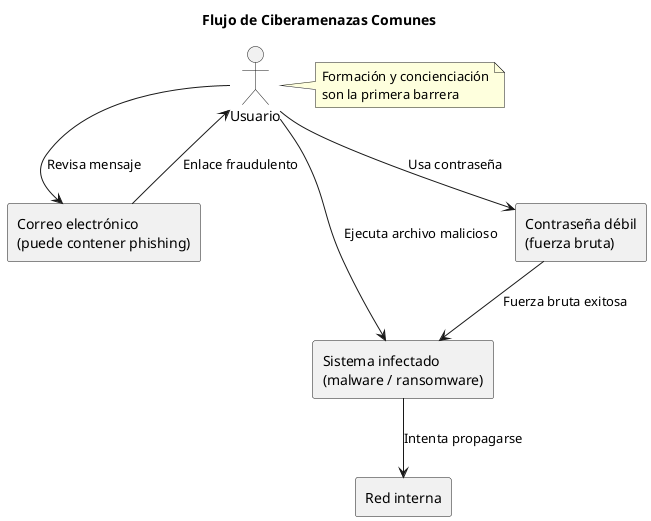 Flujo de Ciberamenazas Comunes
Formación y concienciación
son la primera barrera
Usuario
Revisa mensaje
Enlace fraudulento
Usa contraseña
Correo electrónico
(puede contener phishing)
Ejecuta archivo malicioso
Contraseña débil
(fuerza bruta)
Fuerza bruta exitosa
Sistema infectado
(malware / ransomware)
Intenta propagarse
Red interna